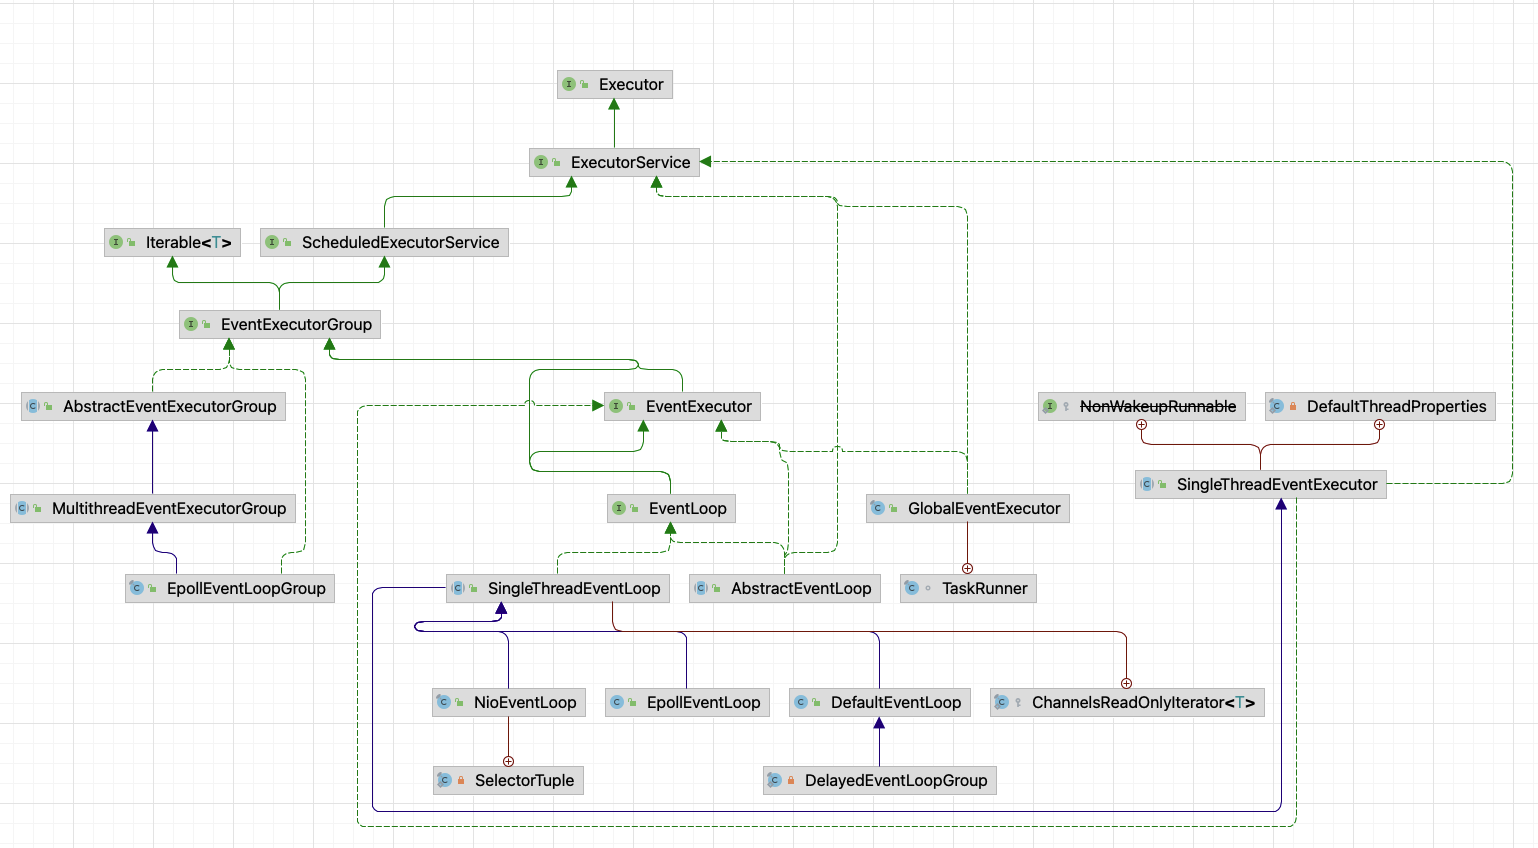 Executor
ExecutorService
Iterable<T>
ScheduledExecutorService
EventExecutorGroup
AbstractEventExecutorGroup
EventExecutor
NonWakeupRunnable
DefaultThreadProperties
SingleThreadEventExecutor
MultithreadEventExecutorGroup
EventLoop
GlobalEventExecutor
EpollEventLoopGroup
SingleThreadEventLoop
AbstractEventLoop
TaskRunner
NioEventLoop
EpollEventLoop
DefaultEventLoop
ChannelsReadOnlyIterator<T>
SelectorTuple
DelayedEventLoopGroup